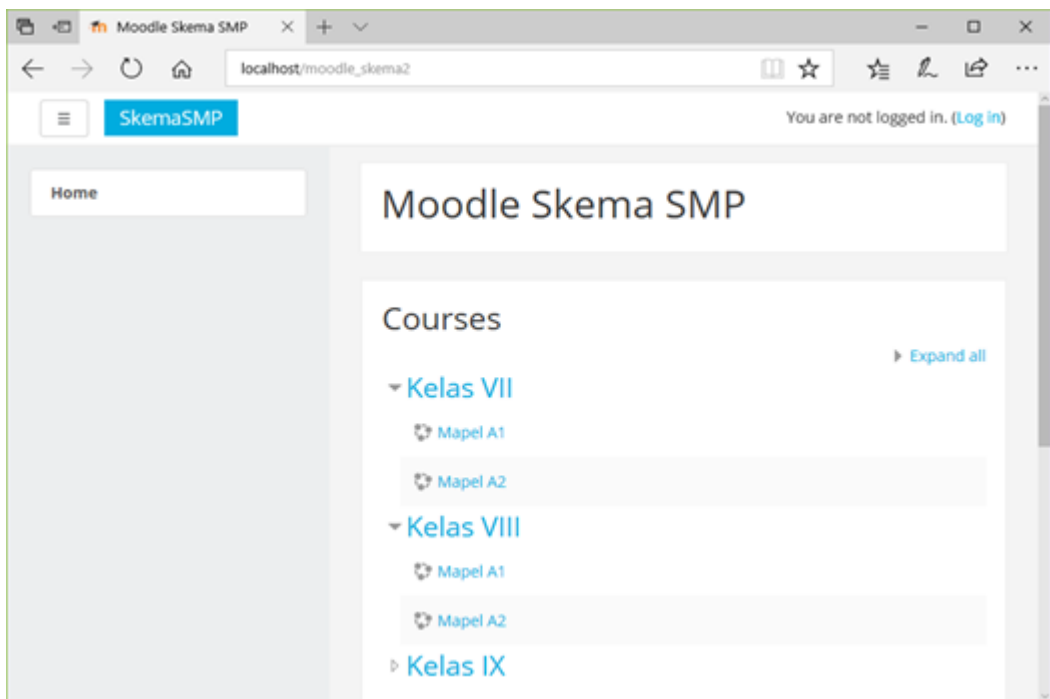 Moodle Skema SMP
localhost/moodle_skema2
SkemaSMP
You are not logged in. (Log in)
Home
Moodle Skema SMP
Courses
Expand all
Kelas VII
Mapel A1
Mapel A2
Kelas VIII
Mapel A1
Mapel A2
Kelas IX